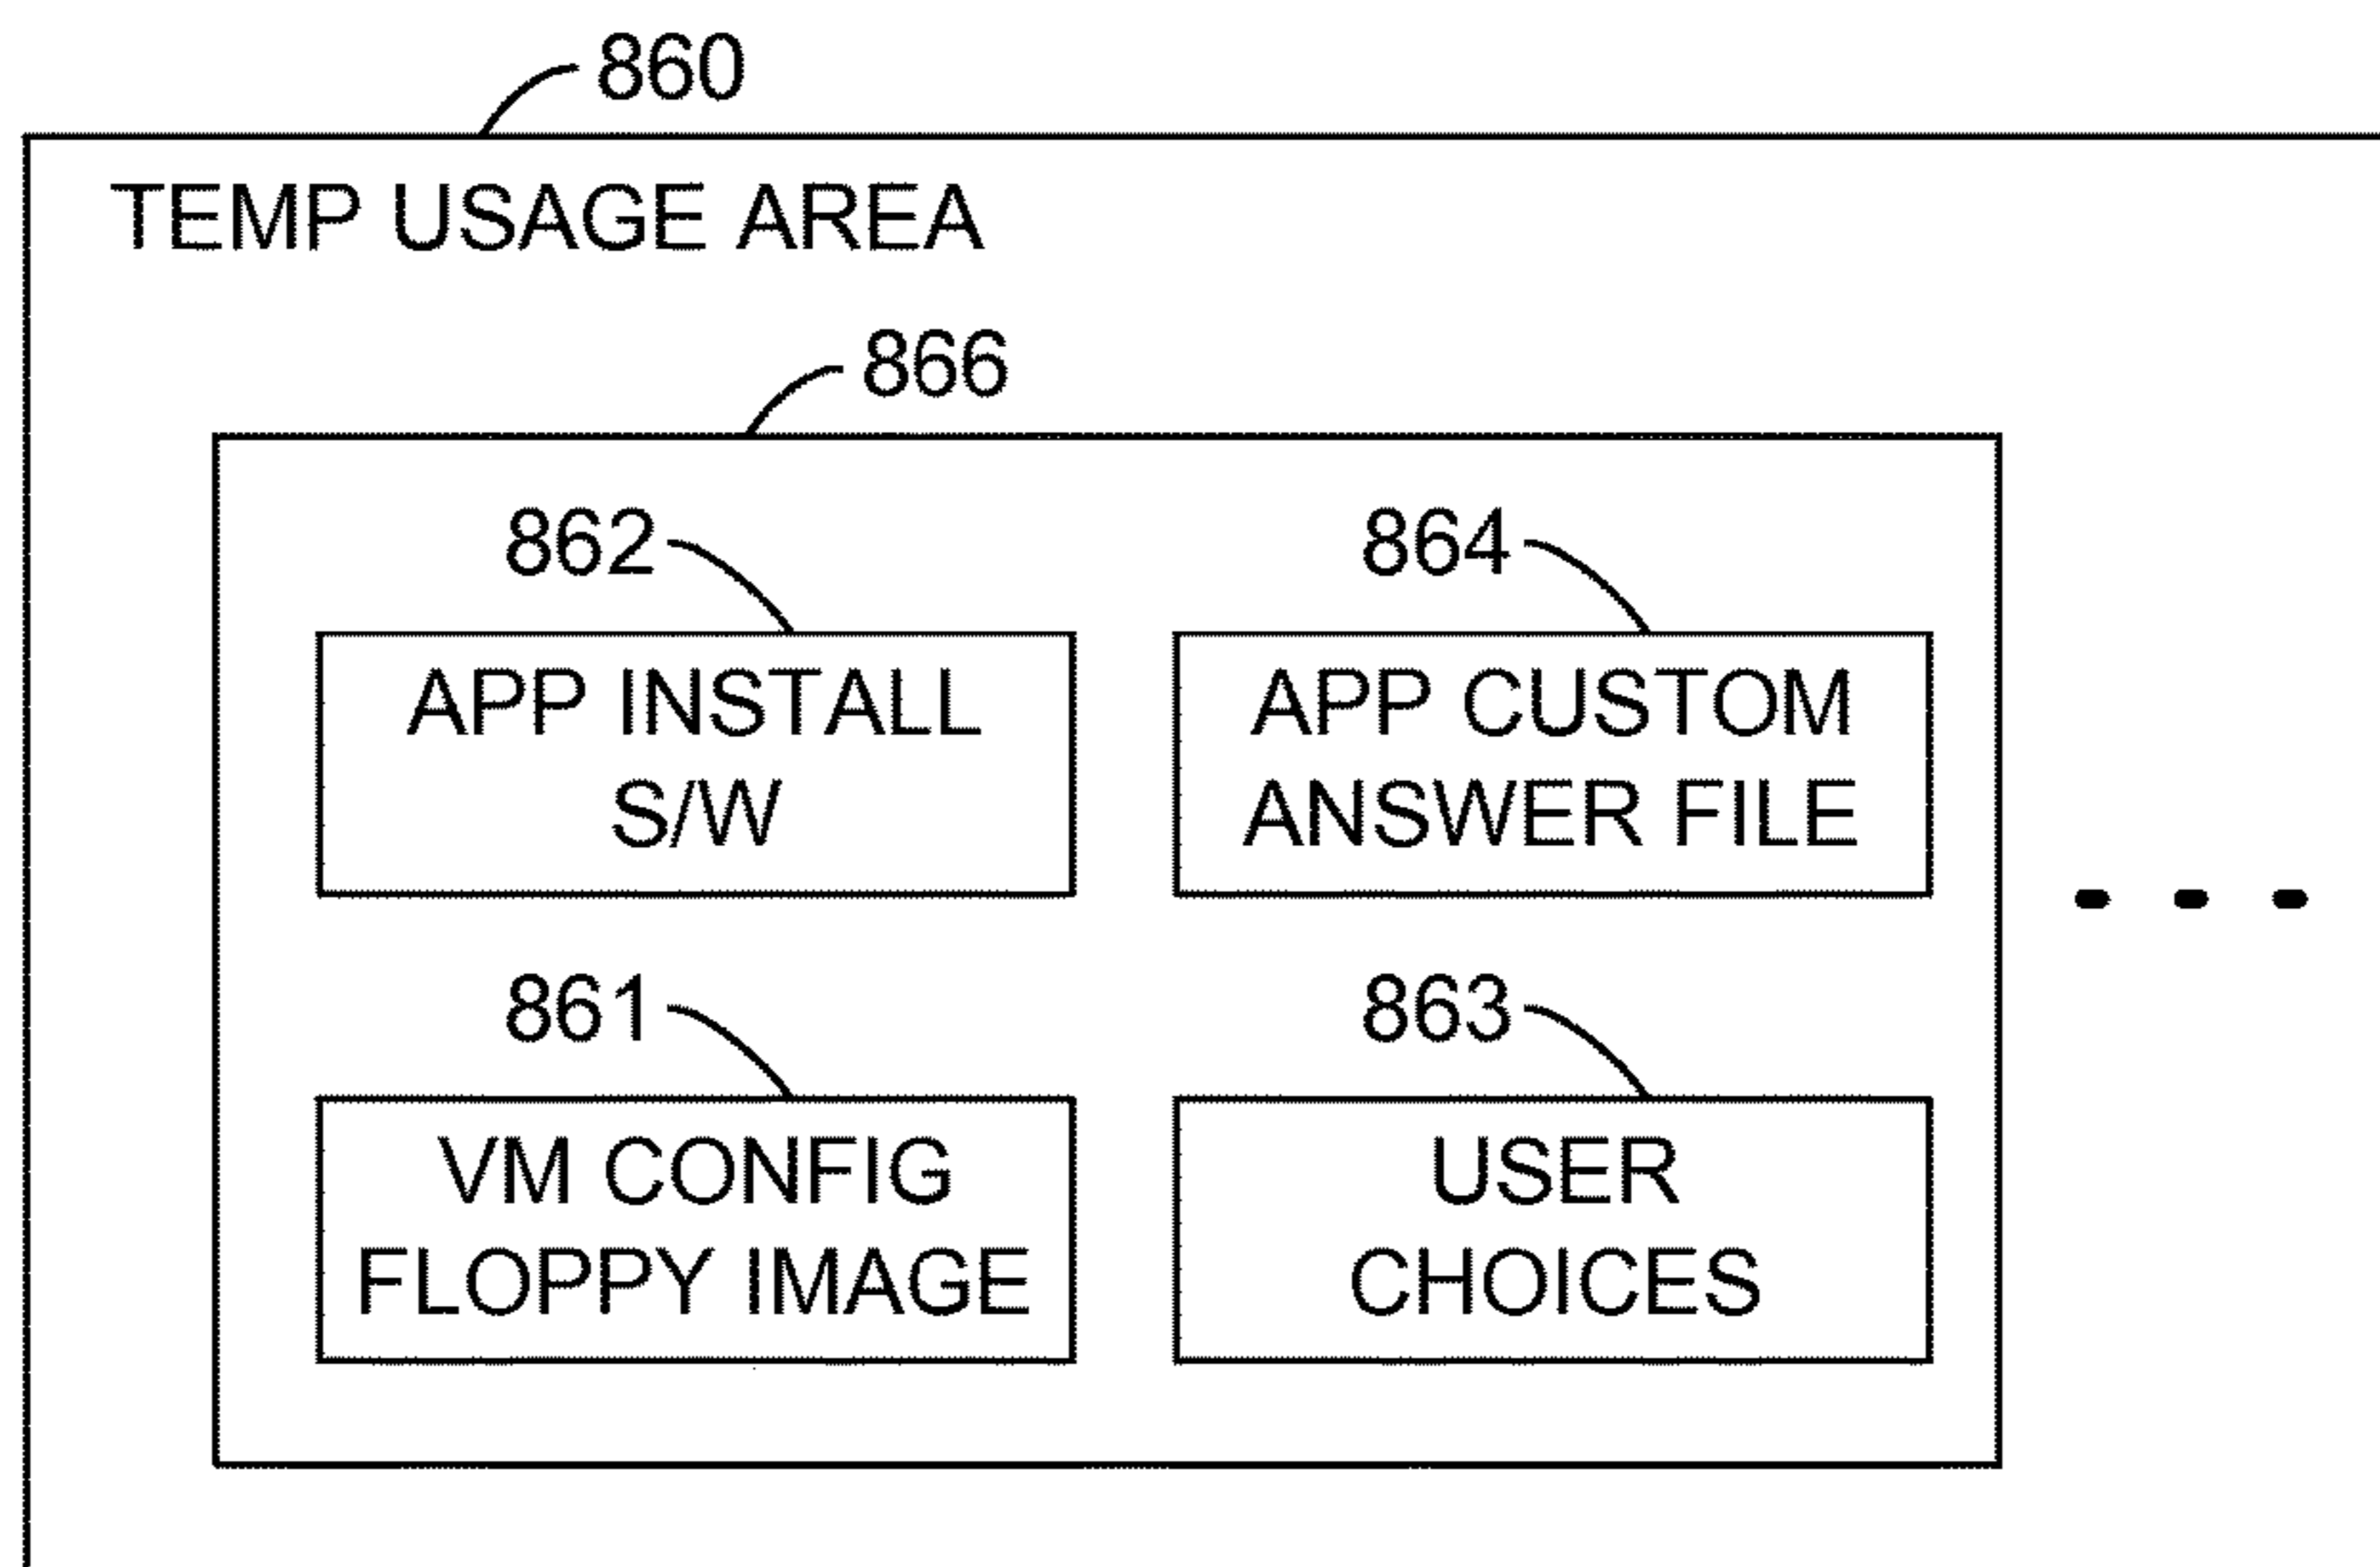 860
TEMP USAGE AREA
866
862
APP INSTALL
S/W
864
APP CUSTOM
ANSWER FILE
861
VM CONFIG
FLOPPY IMAGE
863
USER
CHOICES